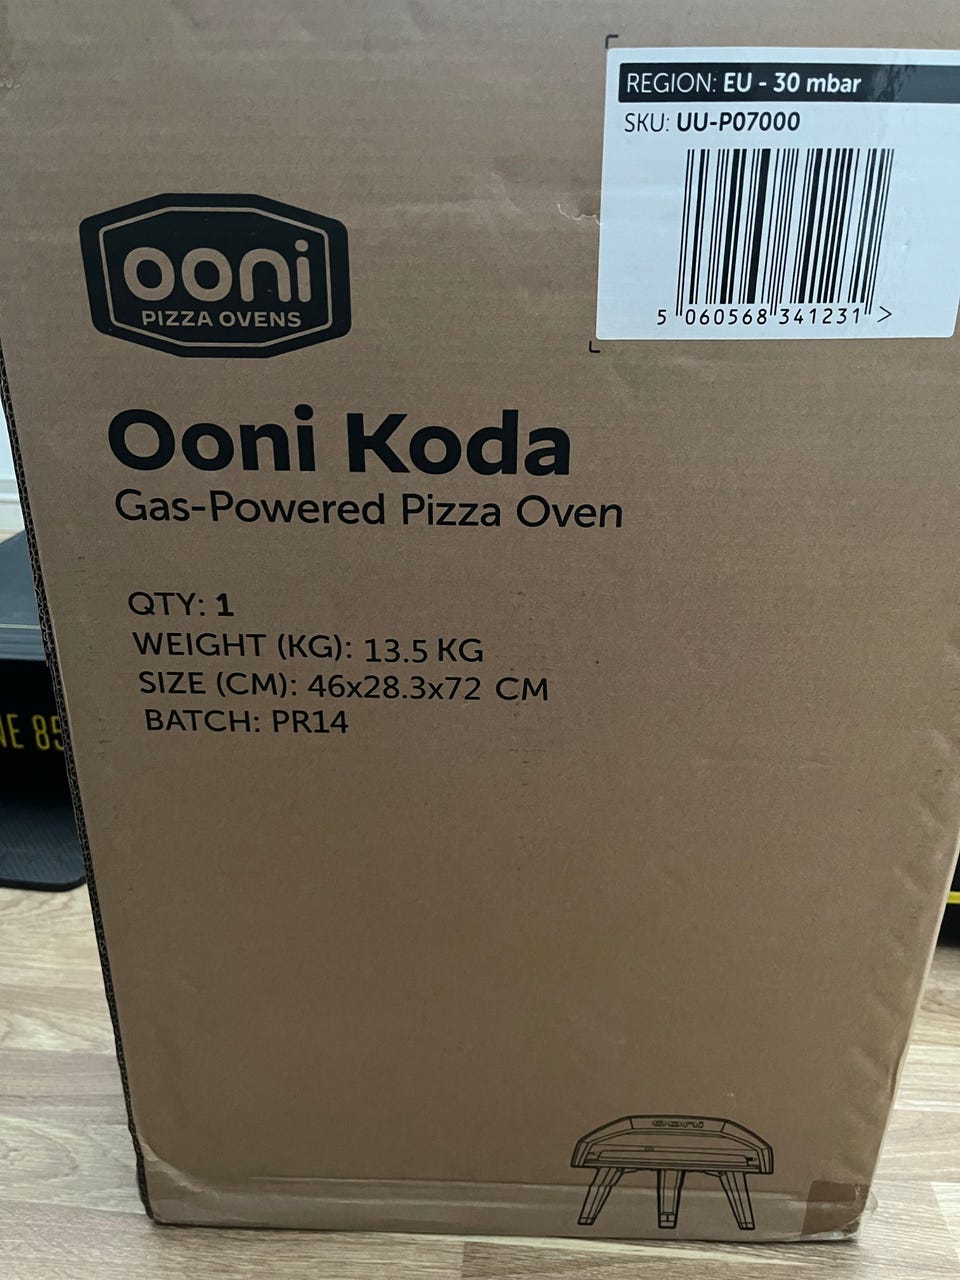 REGION: EU - 30 mbar
SKU: UU-P07000
5 060568 341231 >
ooni
PIZZA OVENS
Ooni Koda
Gas-Powered Pizza Oven
QTY: 1
WEIGHT (KG): 13.5 KG
SIZE (CM): 46x28.3x72 CM
BATCH: PR14
ooni